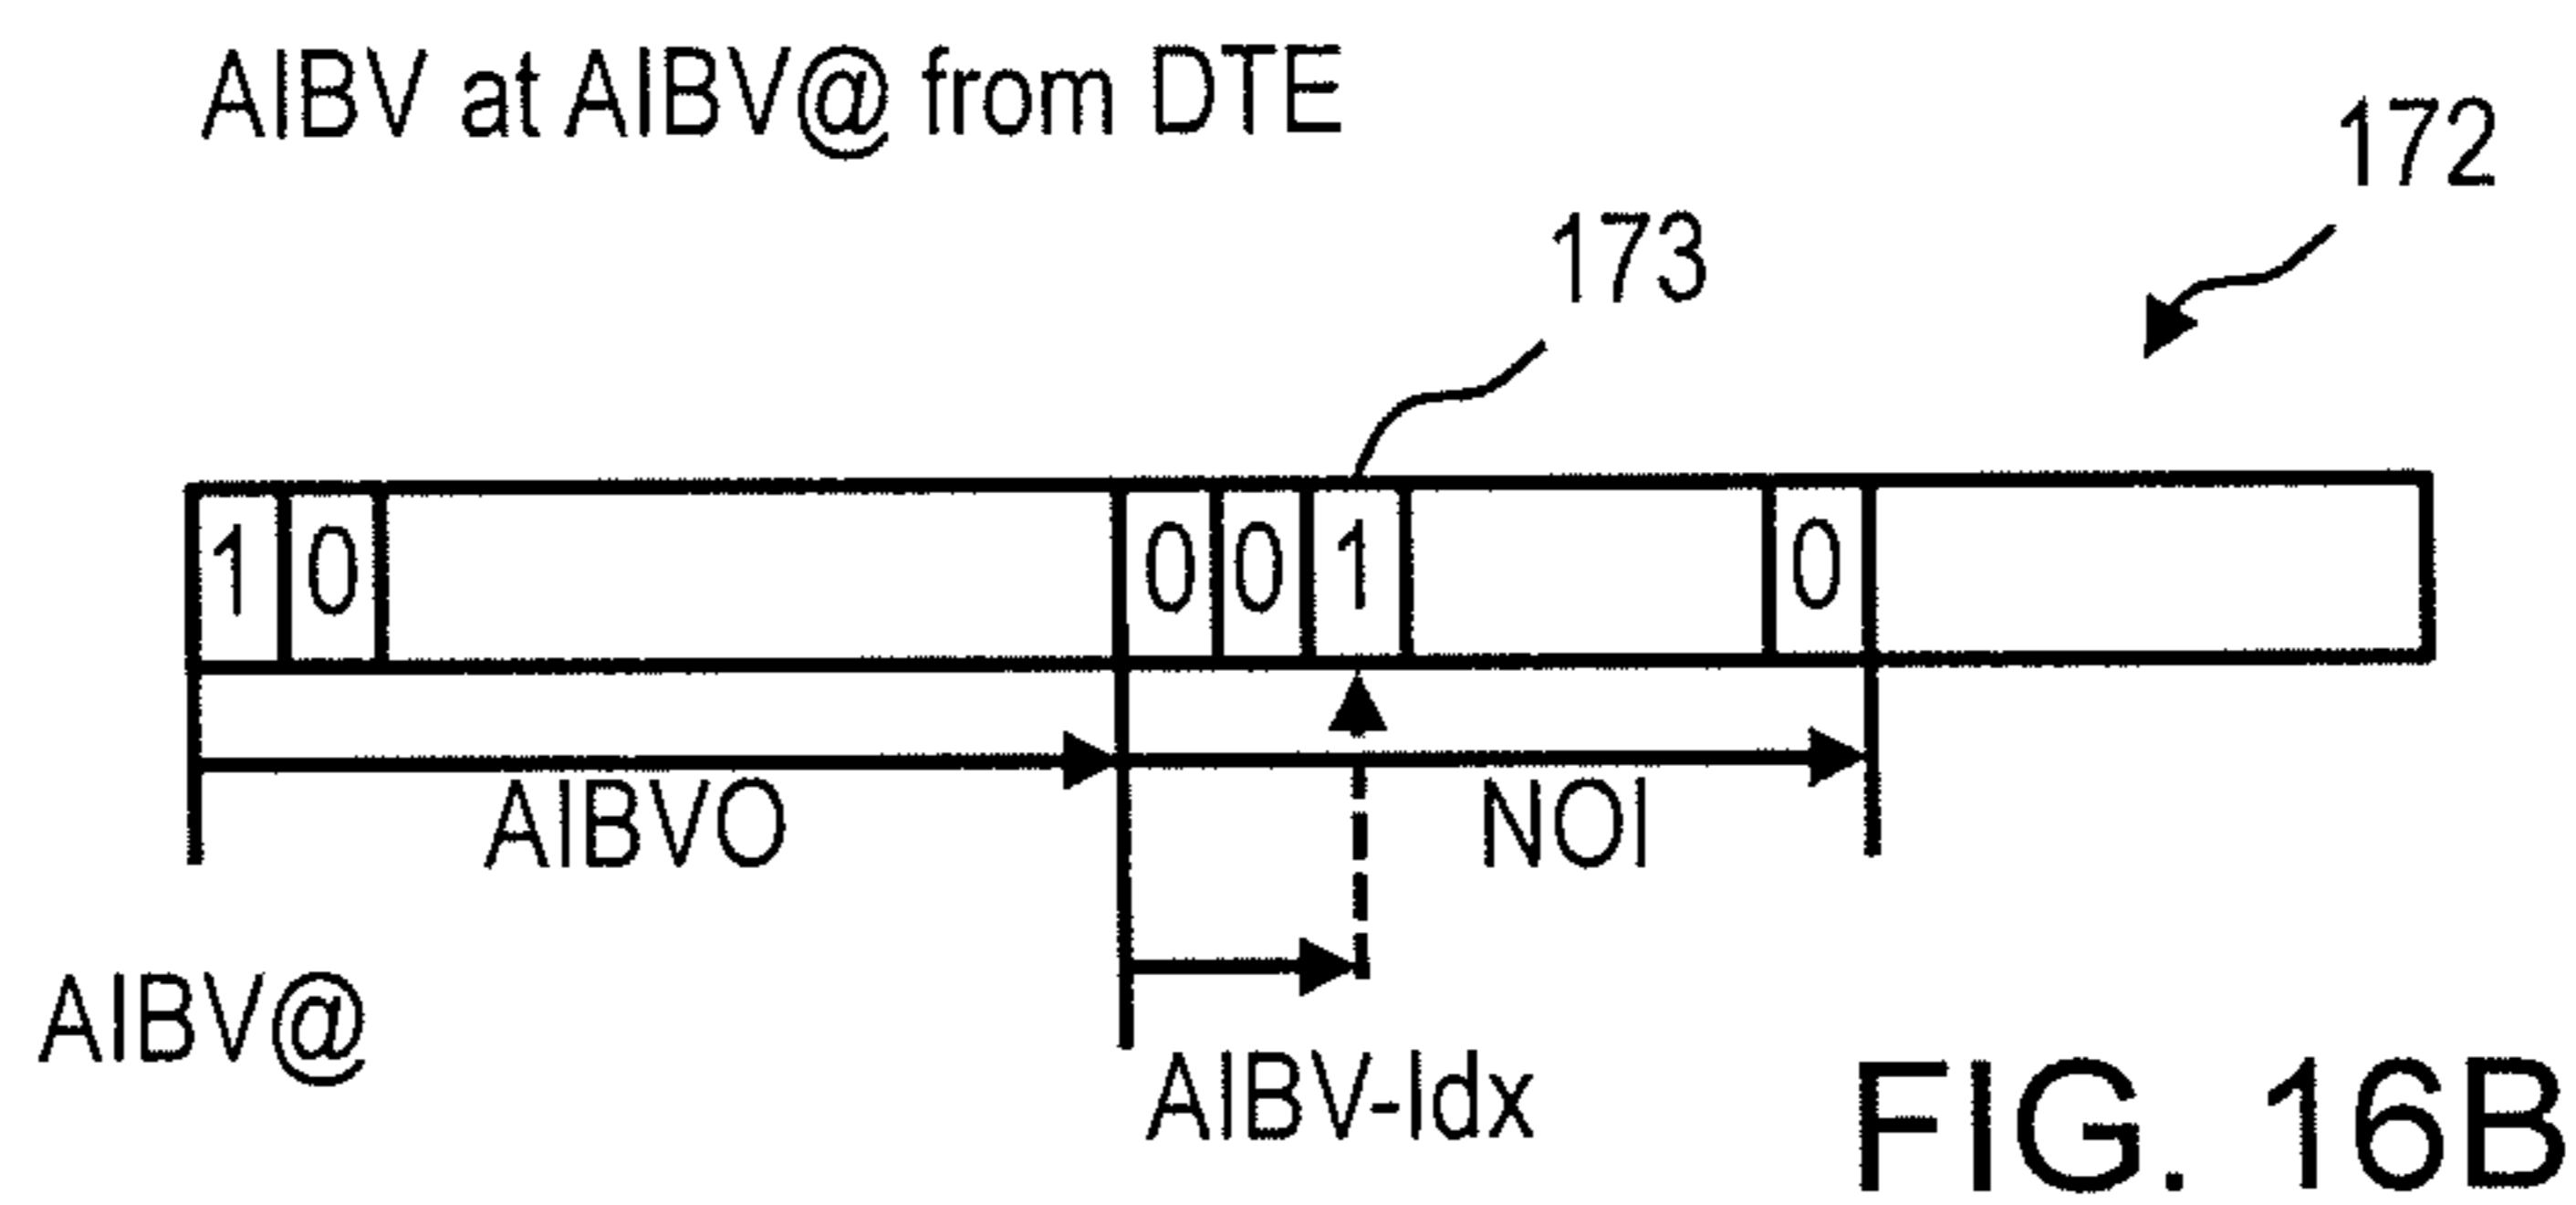 AIBV at AIBV@ from DTE
172
173
1 0 0 0 1 0
AIBVO NOI
AIBV@
AIBV-Idx
FIG. 16B